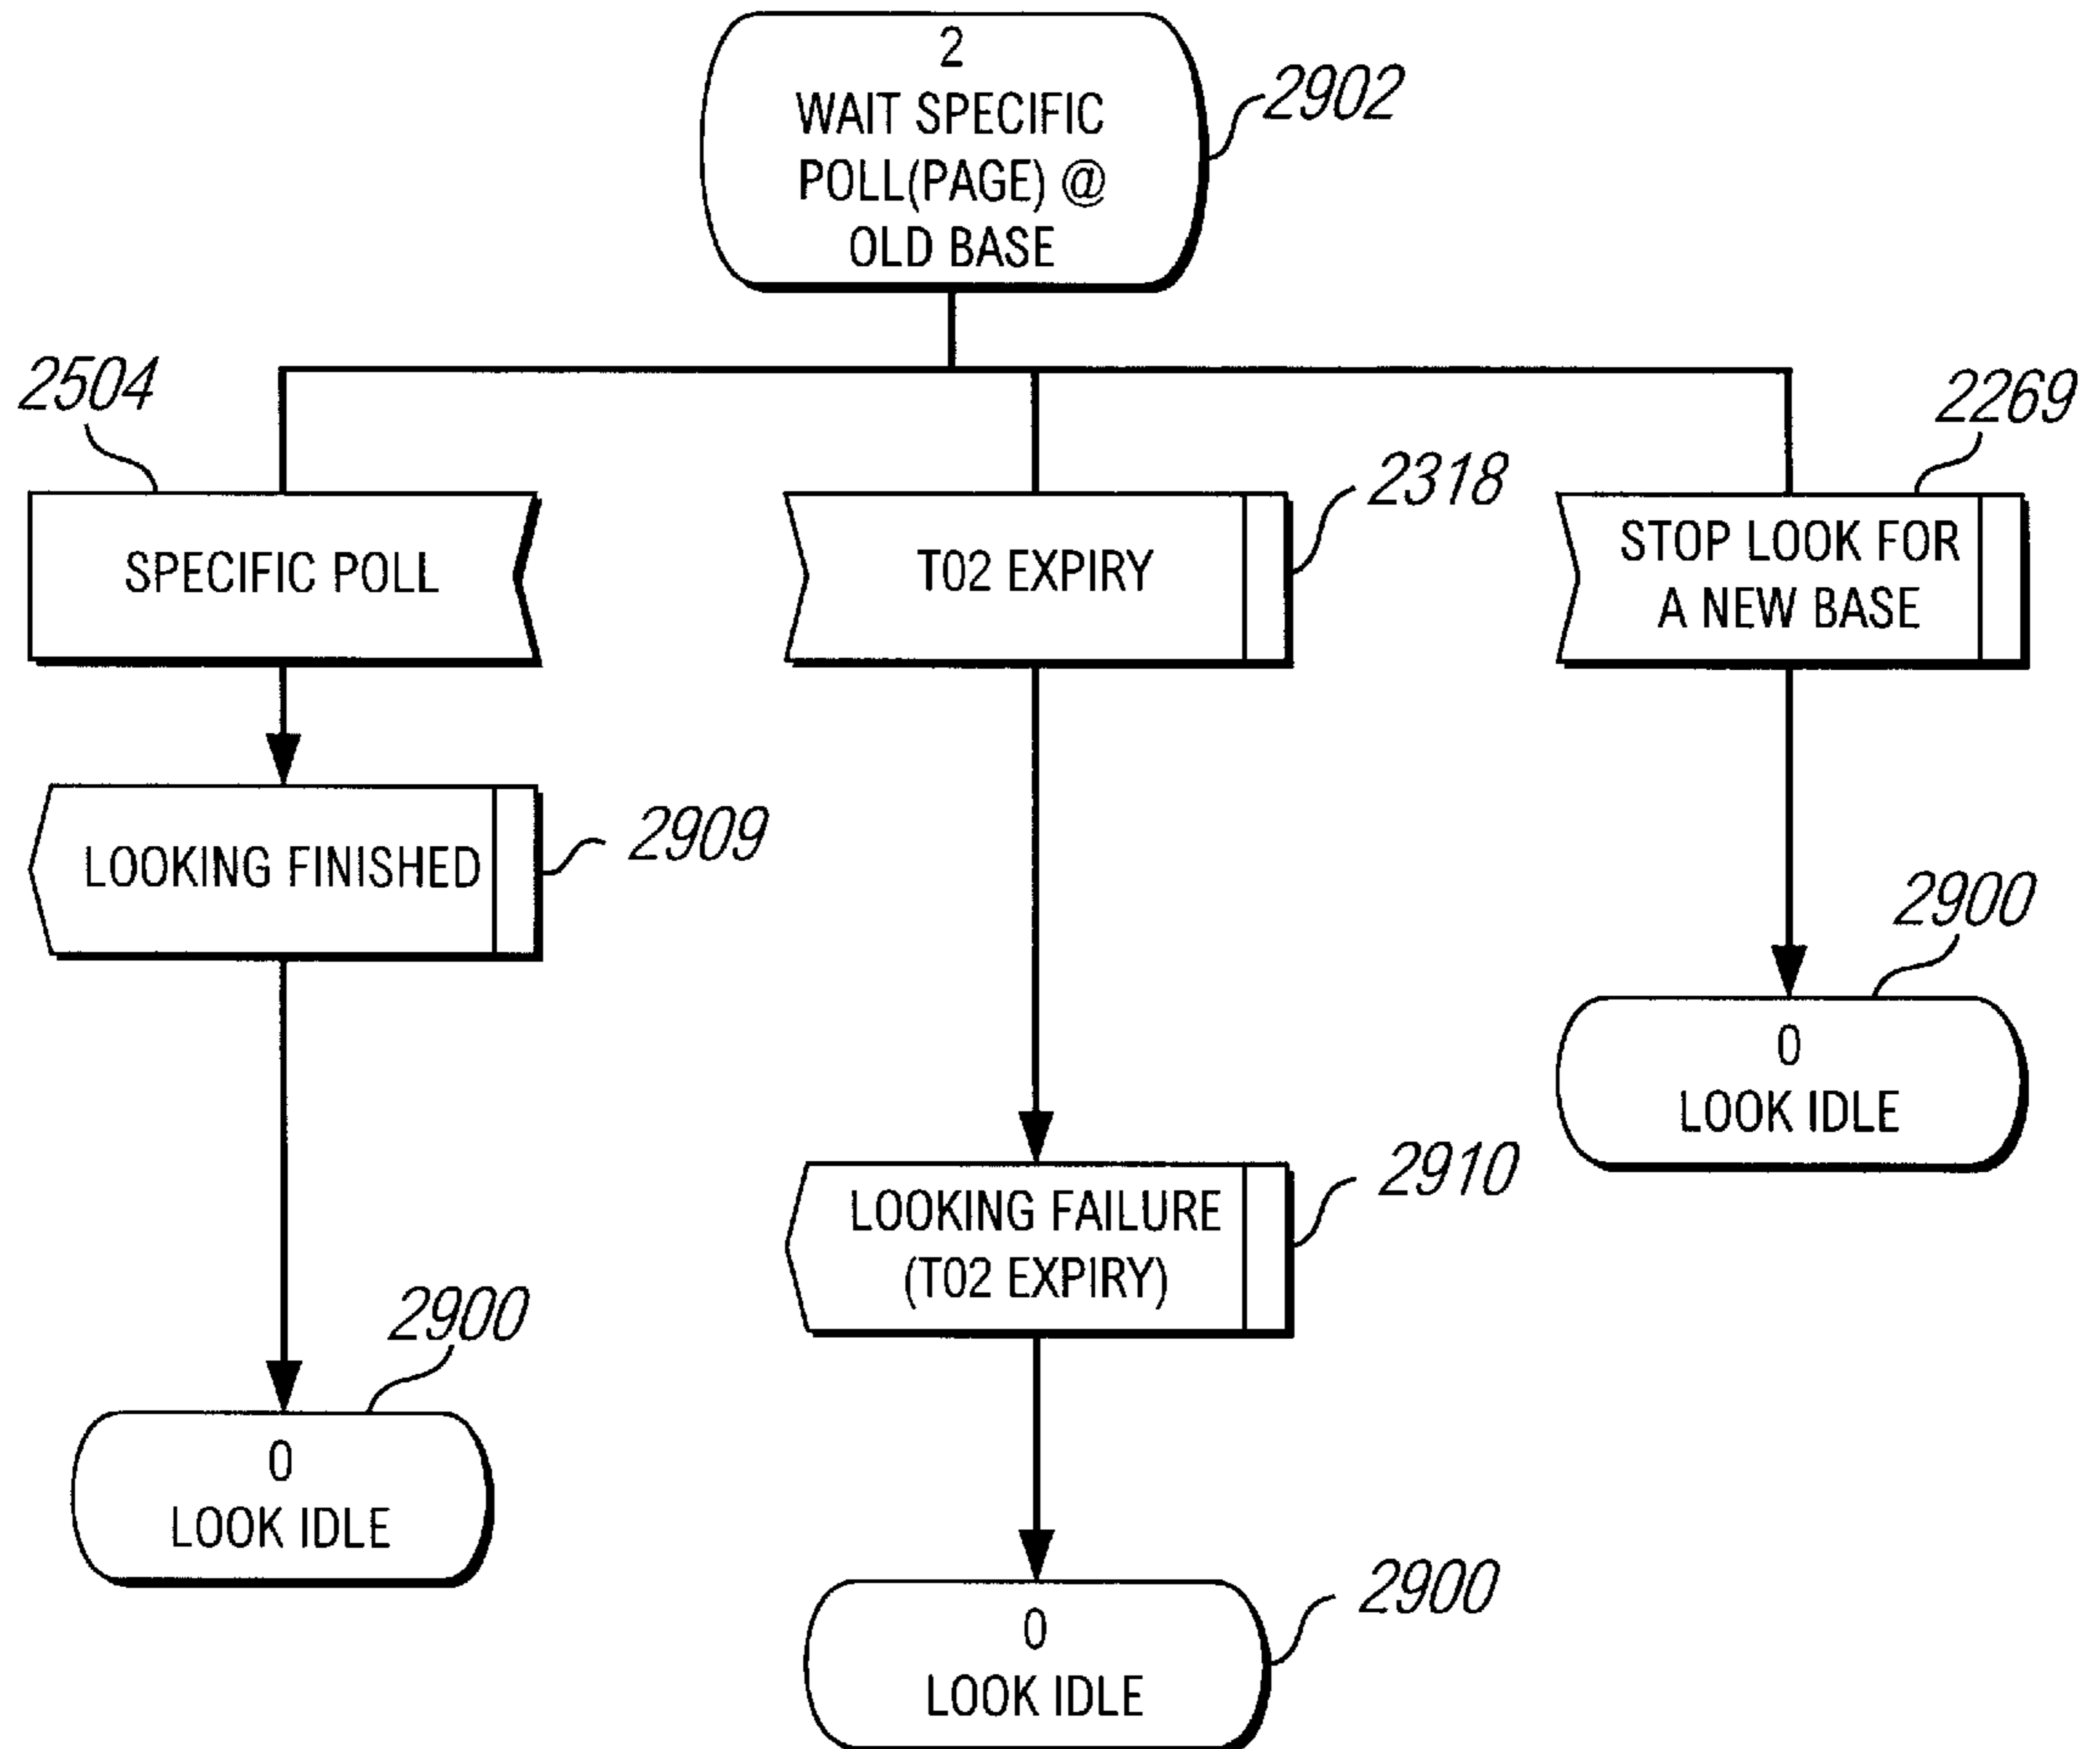 2
WAIT SPECIFIC
POLL(PAGE) @
OLD BASE
2902
2504
SPECIFIC POLL
2318
T02 EXPIRY
2269
STOP LOOK FOR
A NEW BASE
LOOKING FINISHED
2909
2900
0
LOOK IDLE
LOOKING FAILURE
(T02 EXPIRY)
2910
2900
0
LOOK IDLE
0
LOOK IDLE
2900